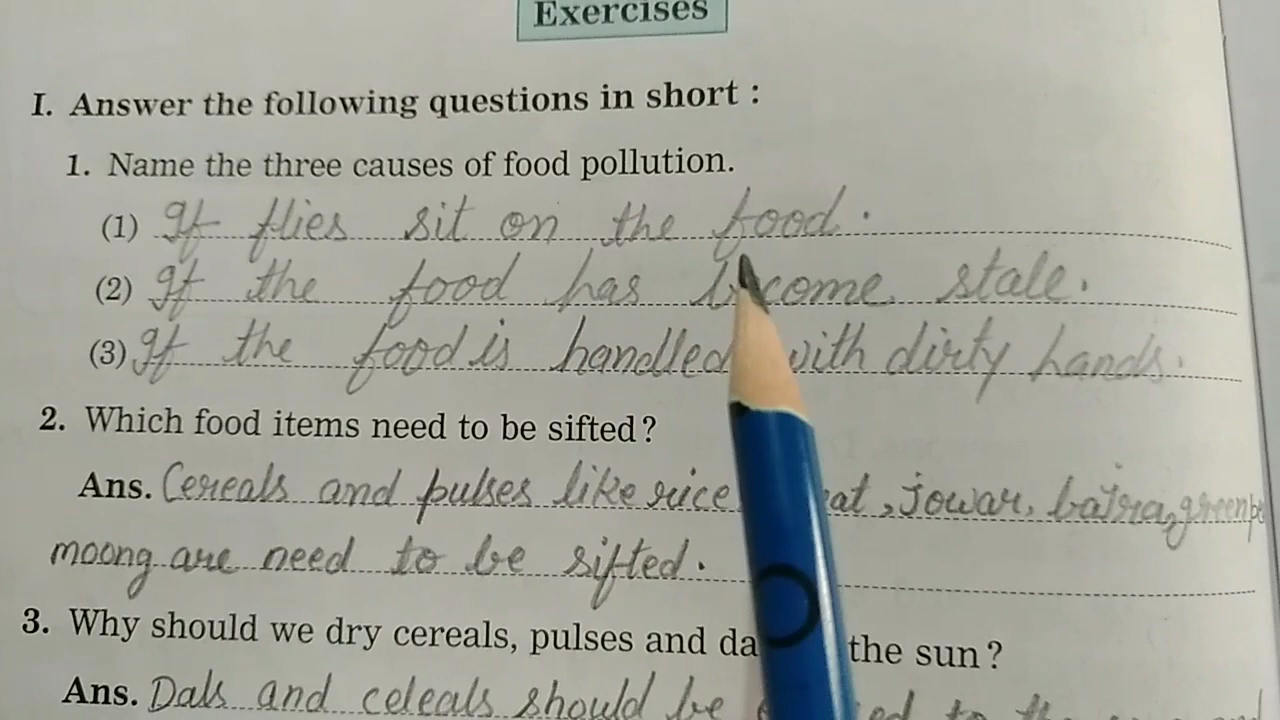 Exercises
I. Answer the following questions in short :
1. Name the three causes of food pollution.
(1) If flies sit on the food.
(2) If the food has become stale.
(3) If the food is handled with dirty hands.
2. Which food items need to be sifted?
Ans. Cereals and pulses like rice, jowar, bajra, green
moong are need to be sifted.
3. Why should we dry cereals, pulses and the sun?
Ans. Dals and celeals should be to